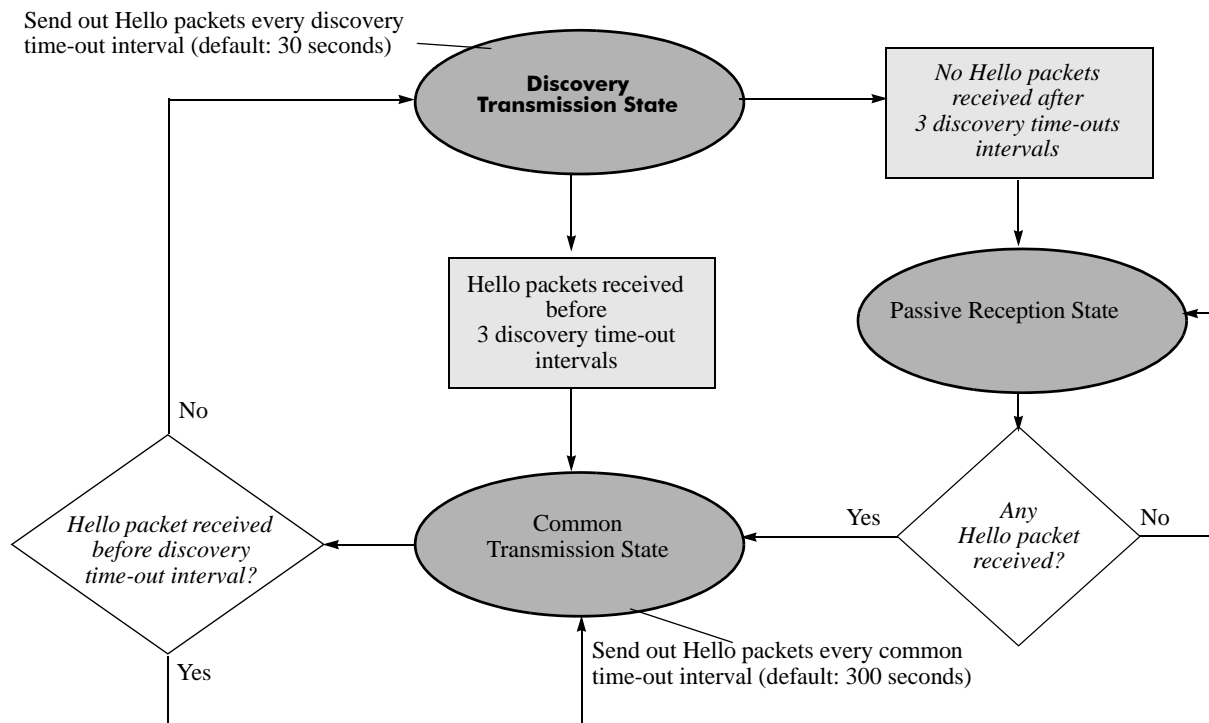 Send out Hello packets every discovery
time-out interval (default: 30 seconds)
Discovery
Transmission State
No Hello packets
received after
3 discovery time-outs
intervals
Hello packets received
before
3 discovery time-out
intervals
Passive Reception State
No
Hello packet received
before discovery
time-out interval?
Common
Transmission State
Yes
Any
Hello packet
received?
No
Yes
Send out Hello packets every common
time-out interval (default: 300 seconds)